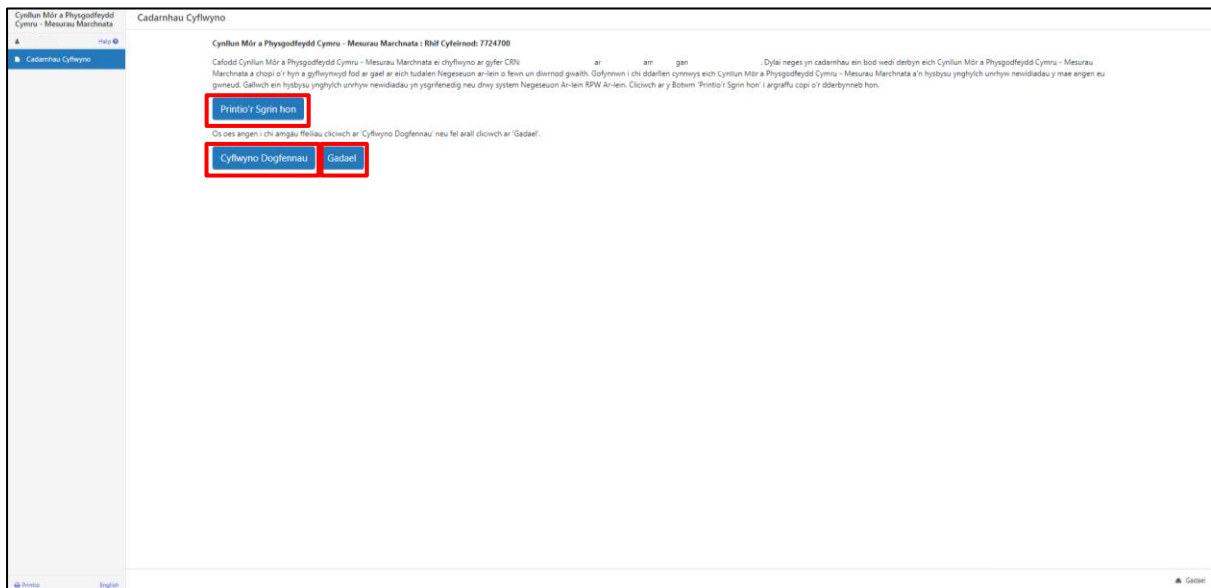 Cynllun Môr a Physgodfeydd
Cymru - Mesurau Marchnata
Cadarnhau Cyflwyno
Help
Cadarnhau Cyflwyno
Cynllun Môr a Physgodfeydd Cymru - Mesurau Marchnata : Rhif Cyfeirnod: 7724700
Cafodd Cynllun Môr a Physgodfeydd Cymru - Mesurau Marchnata ei chyflwyno ar gyfer CRN: ar am gan . Dylai neges yn cadarnhau ein bod wedi derbyn eich Cynllun Môr a Physgodfeydd Cymru - Mesurau
Marchnata a chopi o'r hyn a gyflwynwyd fod ar gael ar eich tudalen Negeseuon ar-lein o fewn un diwrnod gwaith. Gofynnwn i chi ddarllen cynnwys eich Cynllun Môr a Physgodfeydd Cymru - Mesurau Marchnata a'n hysbysu ynghylch unrhyw newidiadau y mae angen eu
gwneud. Gallwch ein hysbysu ynghylch unrhyw newidiadau yn ysgrifenedig neu drwy system Negeseuon Ar-lein RPW Ar-lein. Cliciwch ar y Botwm 'Printio'r Sgrin hon' i argraffu copi o'r dderbynneb hon.
Printio'r Sgrin hon
Os oes angen i chi amgáu ffeiliau cliciwch ar 'Cyflwyno Dogfennau' neu fel arall cliciwch ar 'Gadael'.
Cyflwyno Dogfennau Gadael
Printio English
Gadael